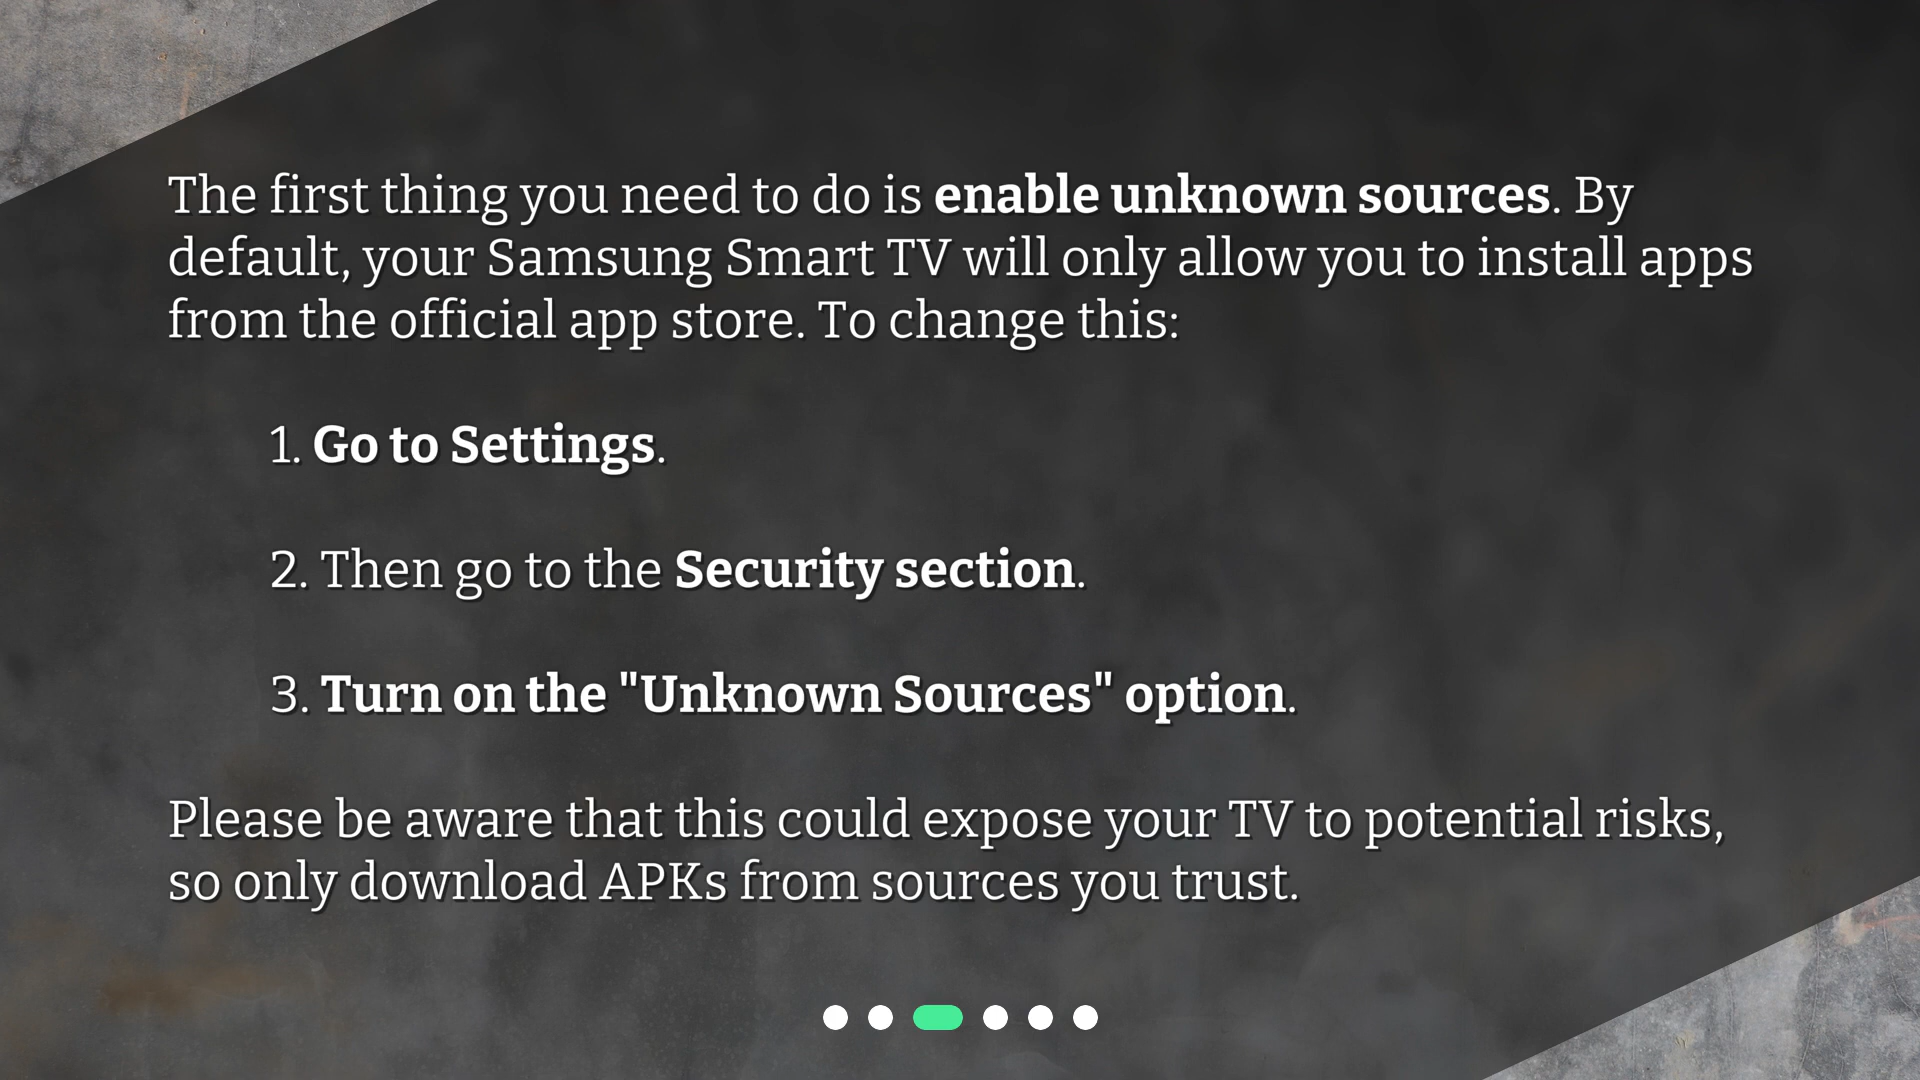 The first thing you need to do is enable unknown sources. By
default, your Samsung Smart TV will only allow you to install apps
from the official app store. To change this:
1. Go to Settings.
2. Then go to the Security section.
3. Turn on the "Unknown Sources" option.
Please be aware that this could expose your TV to potential risks,
so only download APKs from sources you trust.